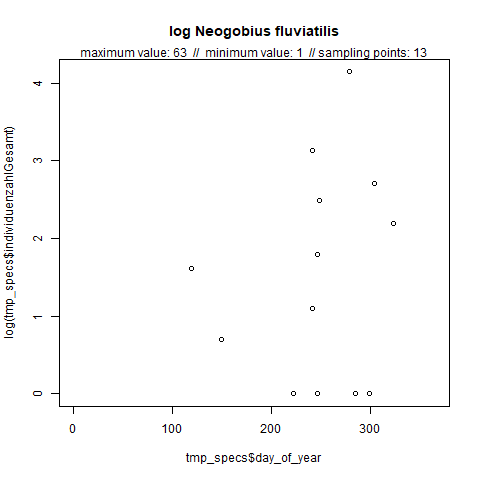 log Neogobius fluviatilis
maximum value: 63 // minimum value: 1 // sampling points: 13
log(tmp_specs$individuenzahlGesamt)
4
3
2
1
0
0 100 200 300
tmp_specs$day_of_year